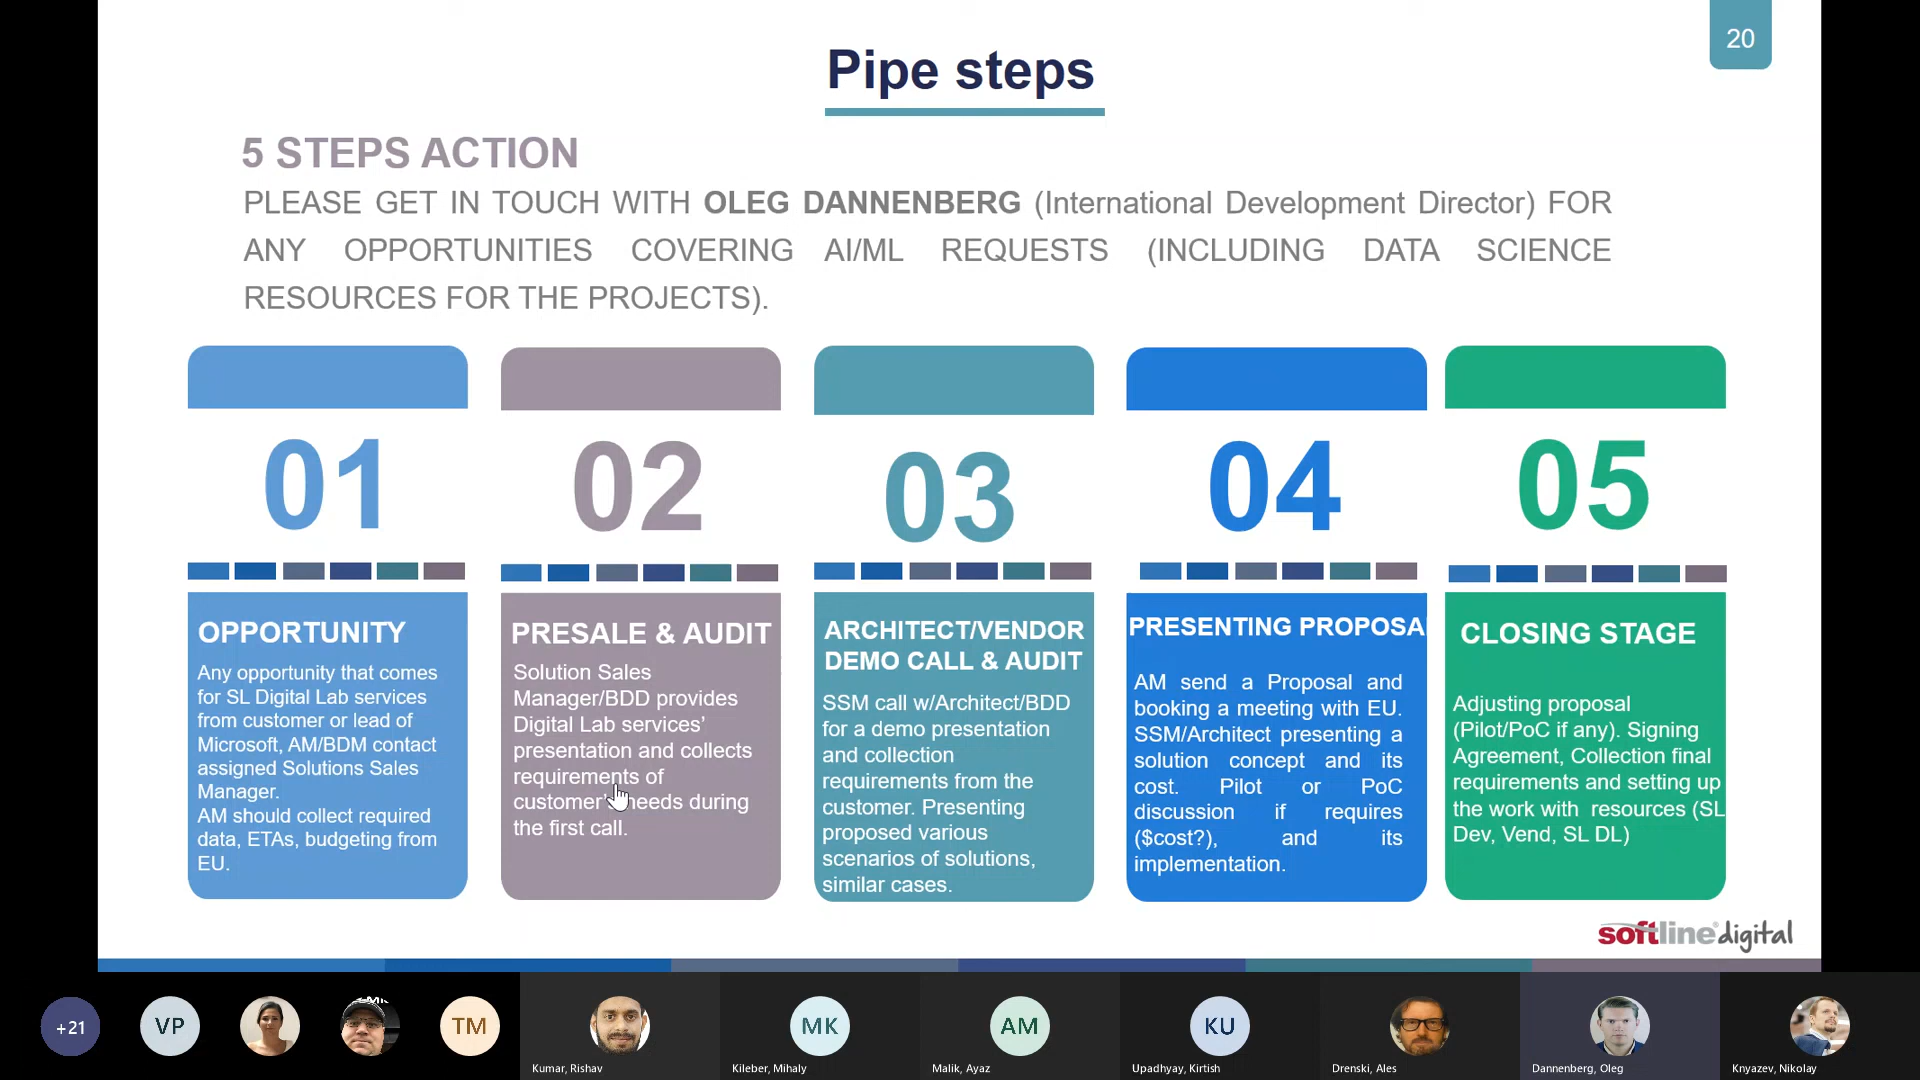 20
Pipe steps
5 STEPS ACTION
PLEASE GET IN TOUCH WITH OLEG DANNENBERG (International Development Director) FOR
ANY OPPORTUNITIES COVERING AI/ML REQUESTS (INCLUDING DATA SCIENCE
RESOURCES FOR THE PROJECTS).
01
OPPORTUNITY
Any opportunity that comes
for SL Digital Lab services
from customer or lead of
Microsoft, AM/BDM contact
assigned Solutions Sales
Manager.
AM should collect required
data, ETAs, budgeting from
EU.
02
PRESALE & AUDIT
Solution Sales
Manager/BDD provides
Digital Lab services’
presentation and collects
requirements of
customer’ needs during
the first call.
03
ARCHITECT/VENDOR
DEMO CALL & AUDIT
SSM call w/Architect/BDD
for a demo presentation
and collection
requirements from the
customer. Presenting
proposed various
scenarios of solutions,
similar cases.
04
PRESENTING PROPOSA
AM send a Proposal and
booking a meeting with EU.
SSM/Architect presenting a
solution concept and its
cost. Pilot or PoC
discussion if requires
($cost?), and its
implementation.
05
CLOSING STAGE
Adjusting proposal
(Pilot/PoC if any). Signing
Agreement, Collection final
requirements and setting up
the work with resources (SL
Dev, Vend, SL DL)
softline® digital
+21
VP
TM
Kumar, Rishav
MK
Kileber, Mihaly
AM
Malik, Ayaz
KU
Upadhyay, Kirtish
Drenski, Ales
Dannenberg, Oleg
Knyazev, Nikolay